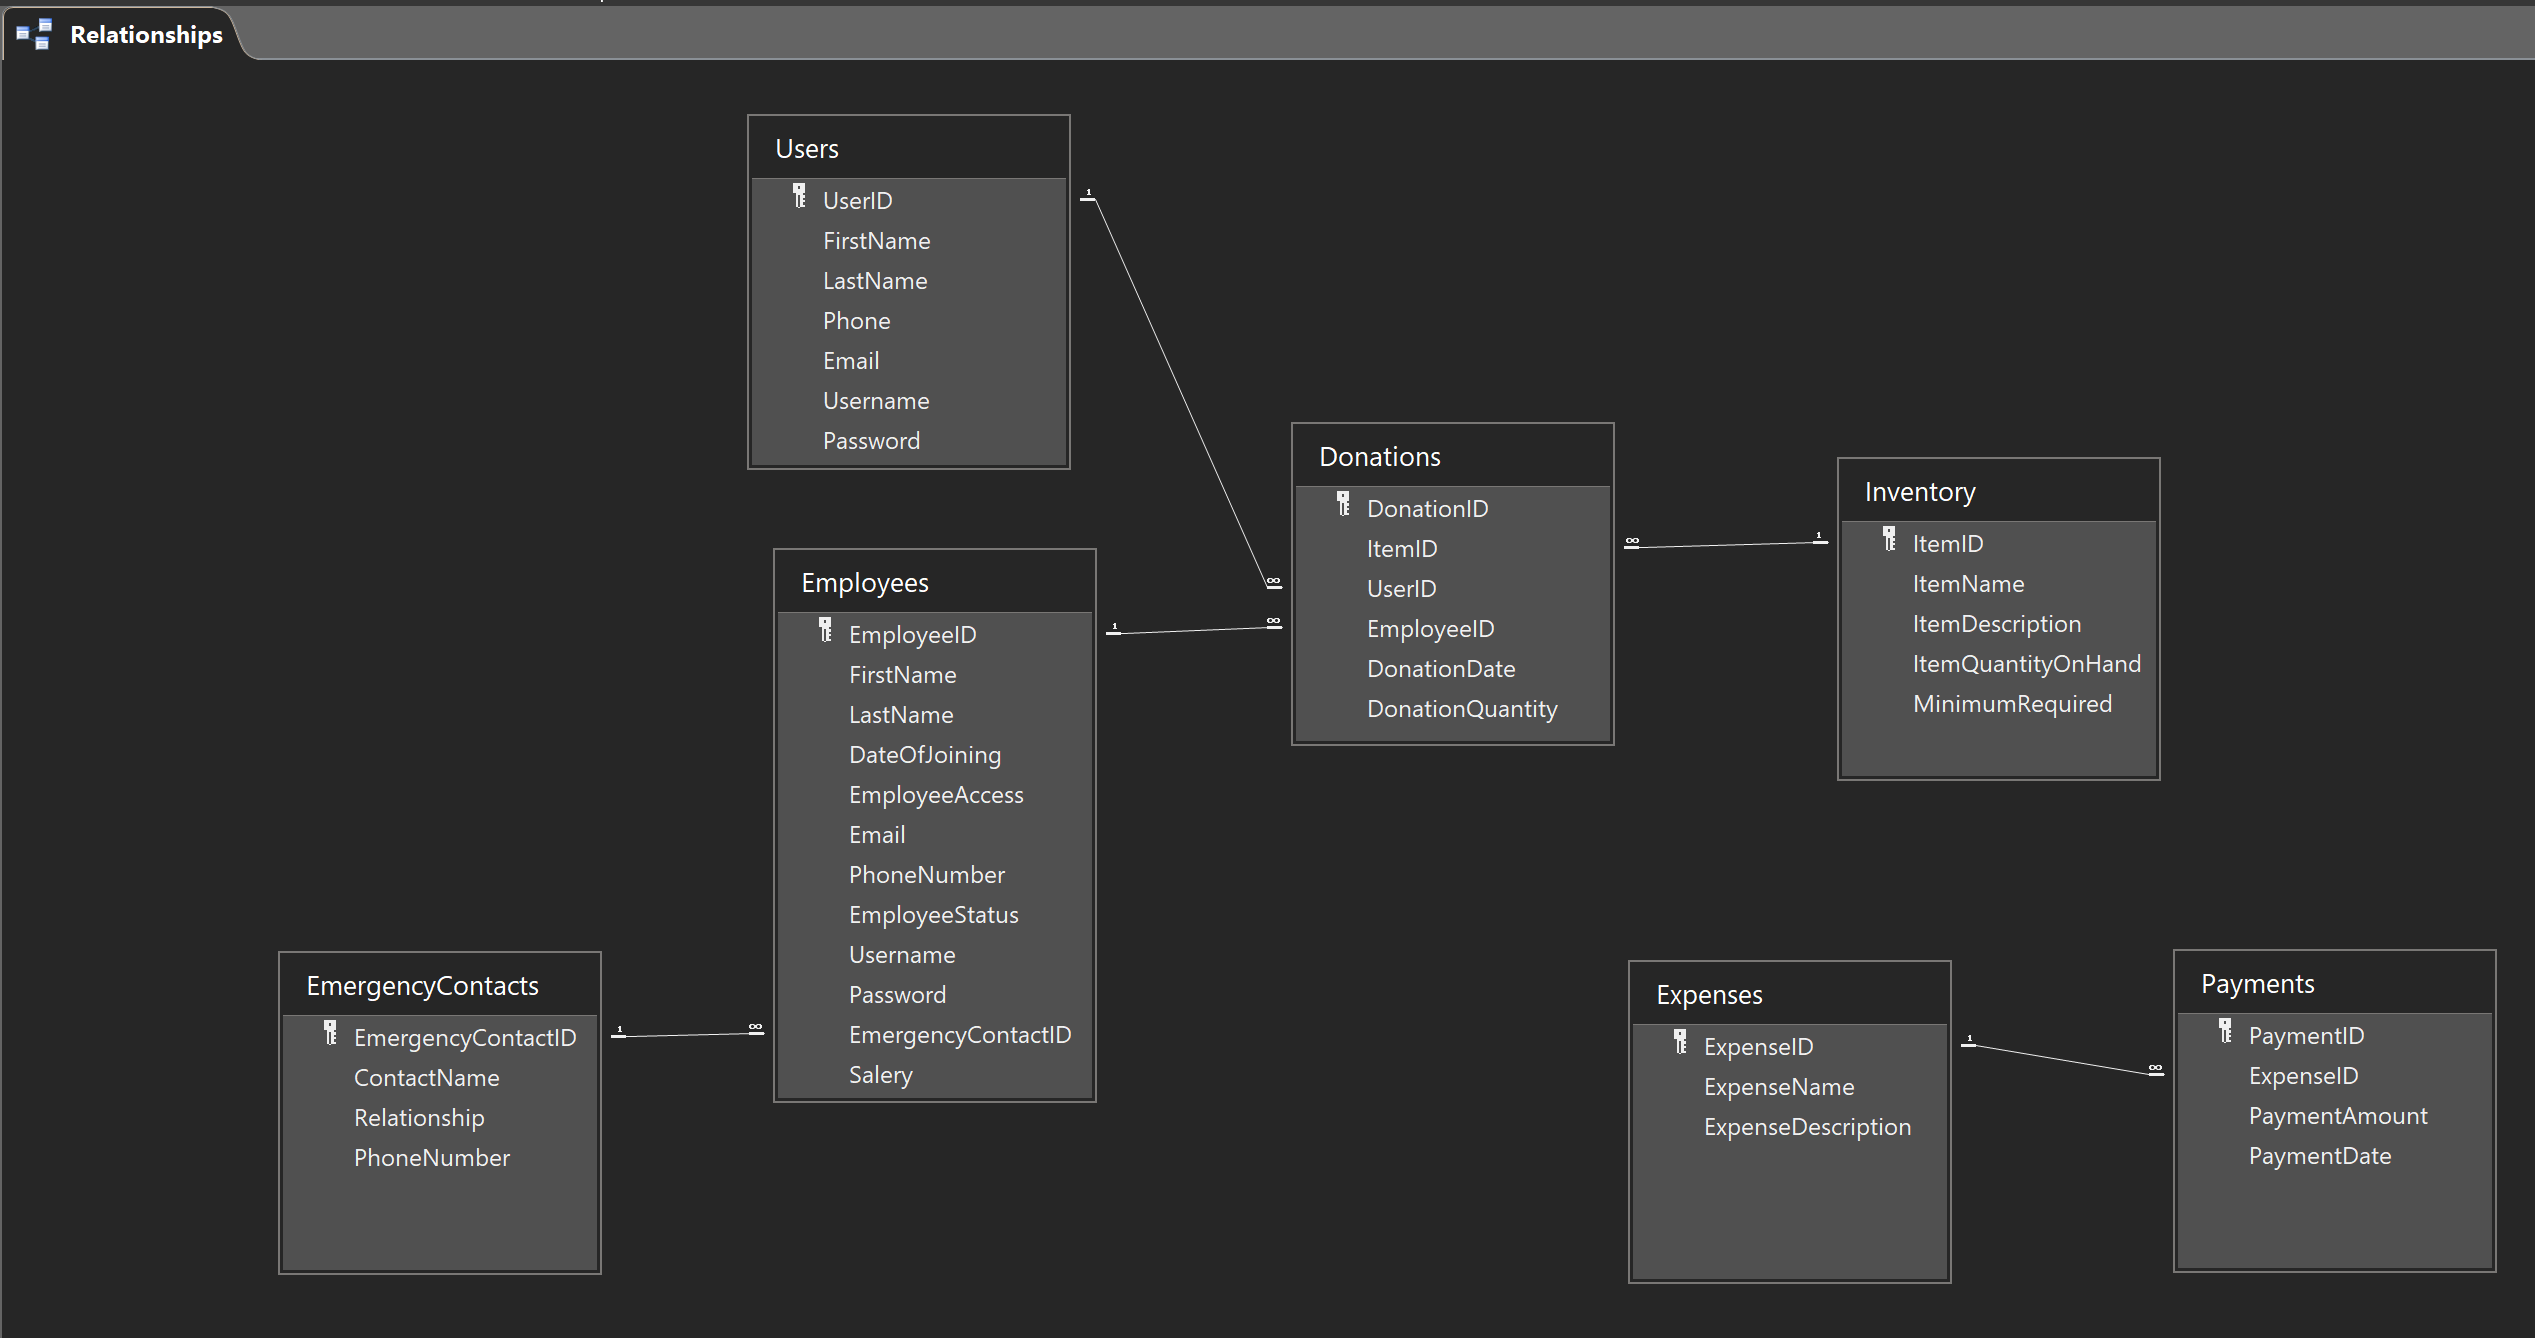 Relationships
Users
UserID
FirstName
LastName
Phone
Email
Username
Password
1
∞
Employees
EmployeeID
FirstName
LastName
DateOfJoining
EmployeeAccess
Email
PhoneNumber
EmployeeStatus
Username
Password
EmergencyContactID
Salery
1
∞
Donations
DonationID
ItemID
UserID
EmployeeID
DonationDate
DonationQuantity
∞
1
Inventory
ItemID
ItemName
ItemDescription
ItemQuantityOnHand
MinimumRequired
EmergencyContacts
EmergencyContactID
ContactName
Relationship
PhoneNumber
1
∞
Expenses
ExpenseID
ExpenseName
ExpenseDescription
1
∞
Payments
PaymentID
ExpenseID
PaymentAmount
PaymentDate